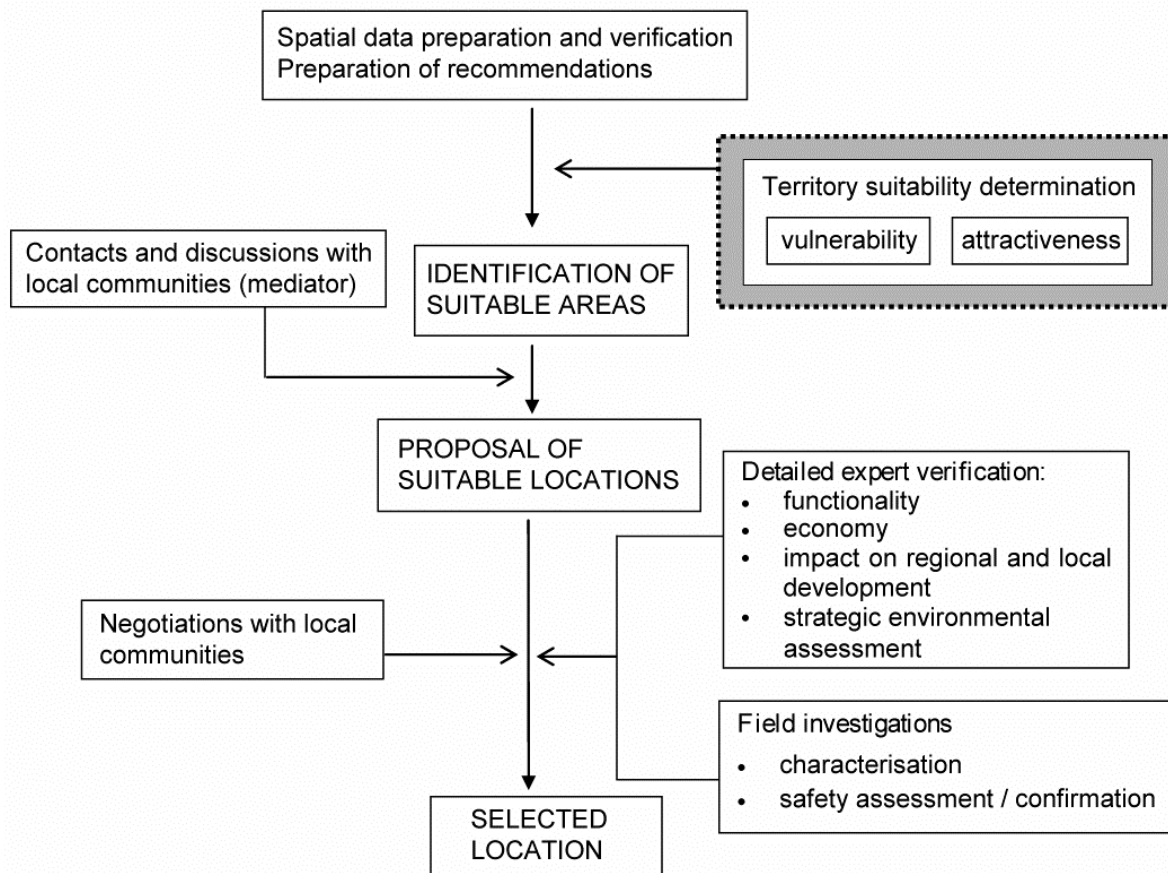 Spatial data preparation and verification
Preparation of recommendations
Territory suitability determination
vulnerability
attractiveness
Contacts and discussions with
local communities (mediator)
IDENTIFICATION OF
SUITABLE AREAS
PROPOSAL OF
SUITABLE LOCATIONS
Detailed expert verification:
• functionality
• economy
• impact on regional and local
development
• strategic environmental
assessment
Negotiations with local
communities
Field investigations
• characterisation
• safety assessment / confirmation
SELECTED
LOCATION